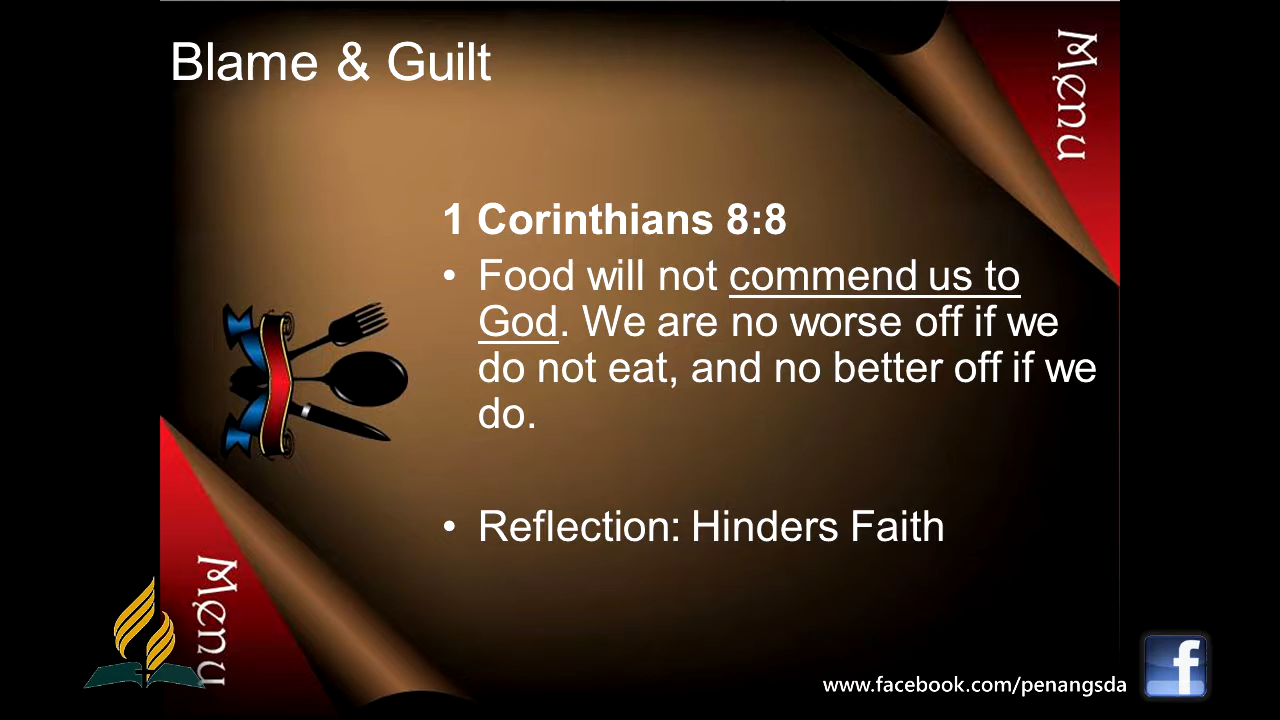 Blame & Guilt
Menu
1 Corinthians 8:8
• Food will not commend us to
God. We are no worse off if we
do not eat, and no better off if we
do.
• Reflection: Hinders Faith
Menu
www.facebook.com/penangsda
f